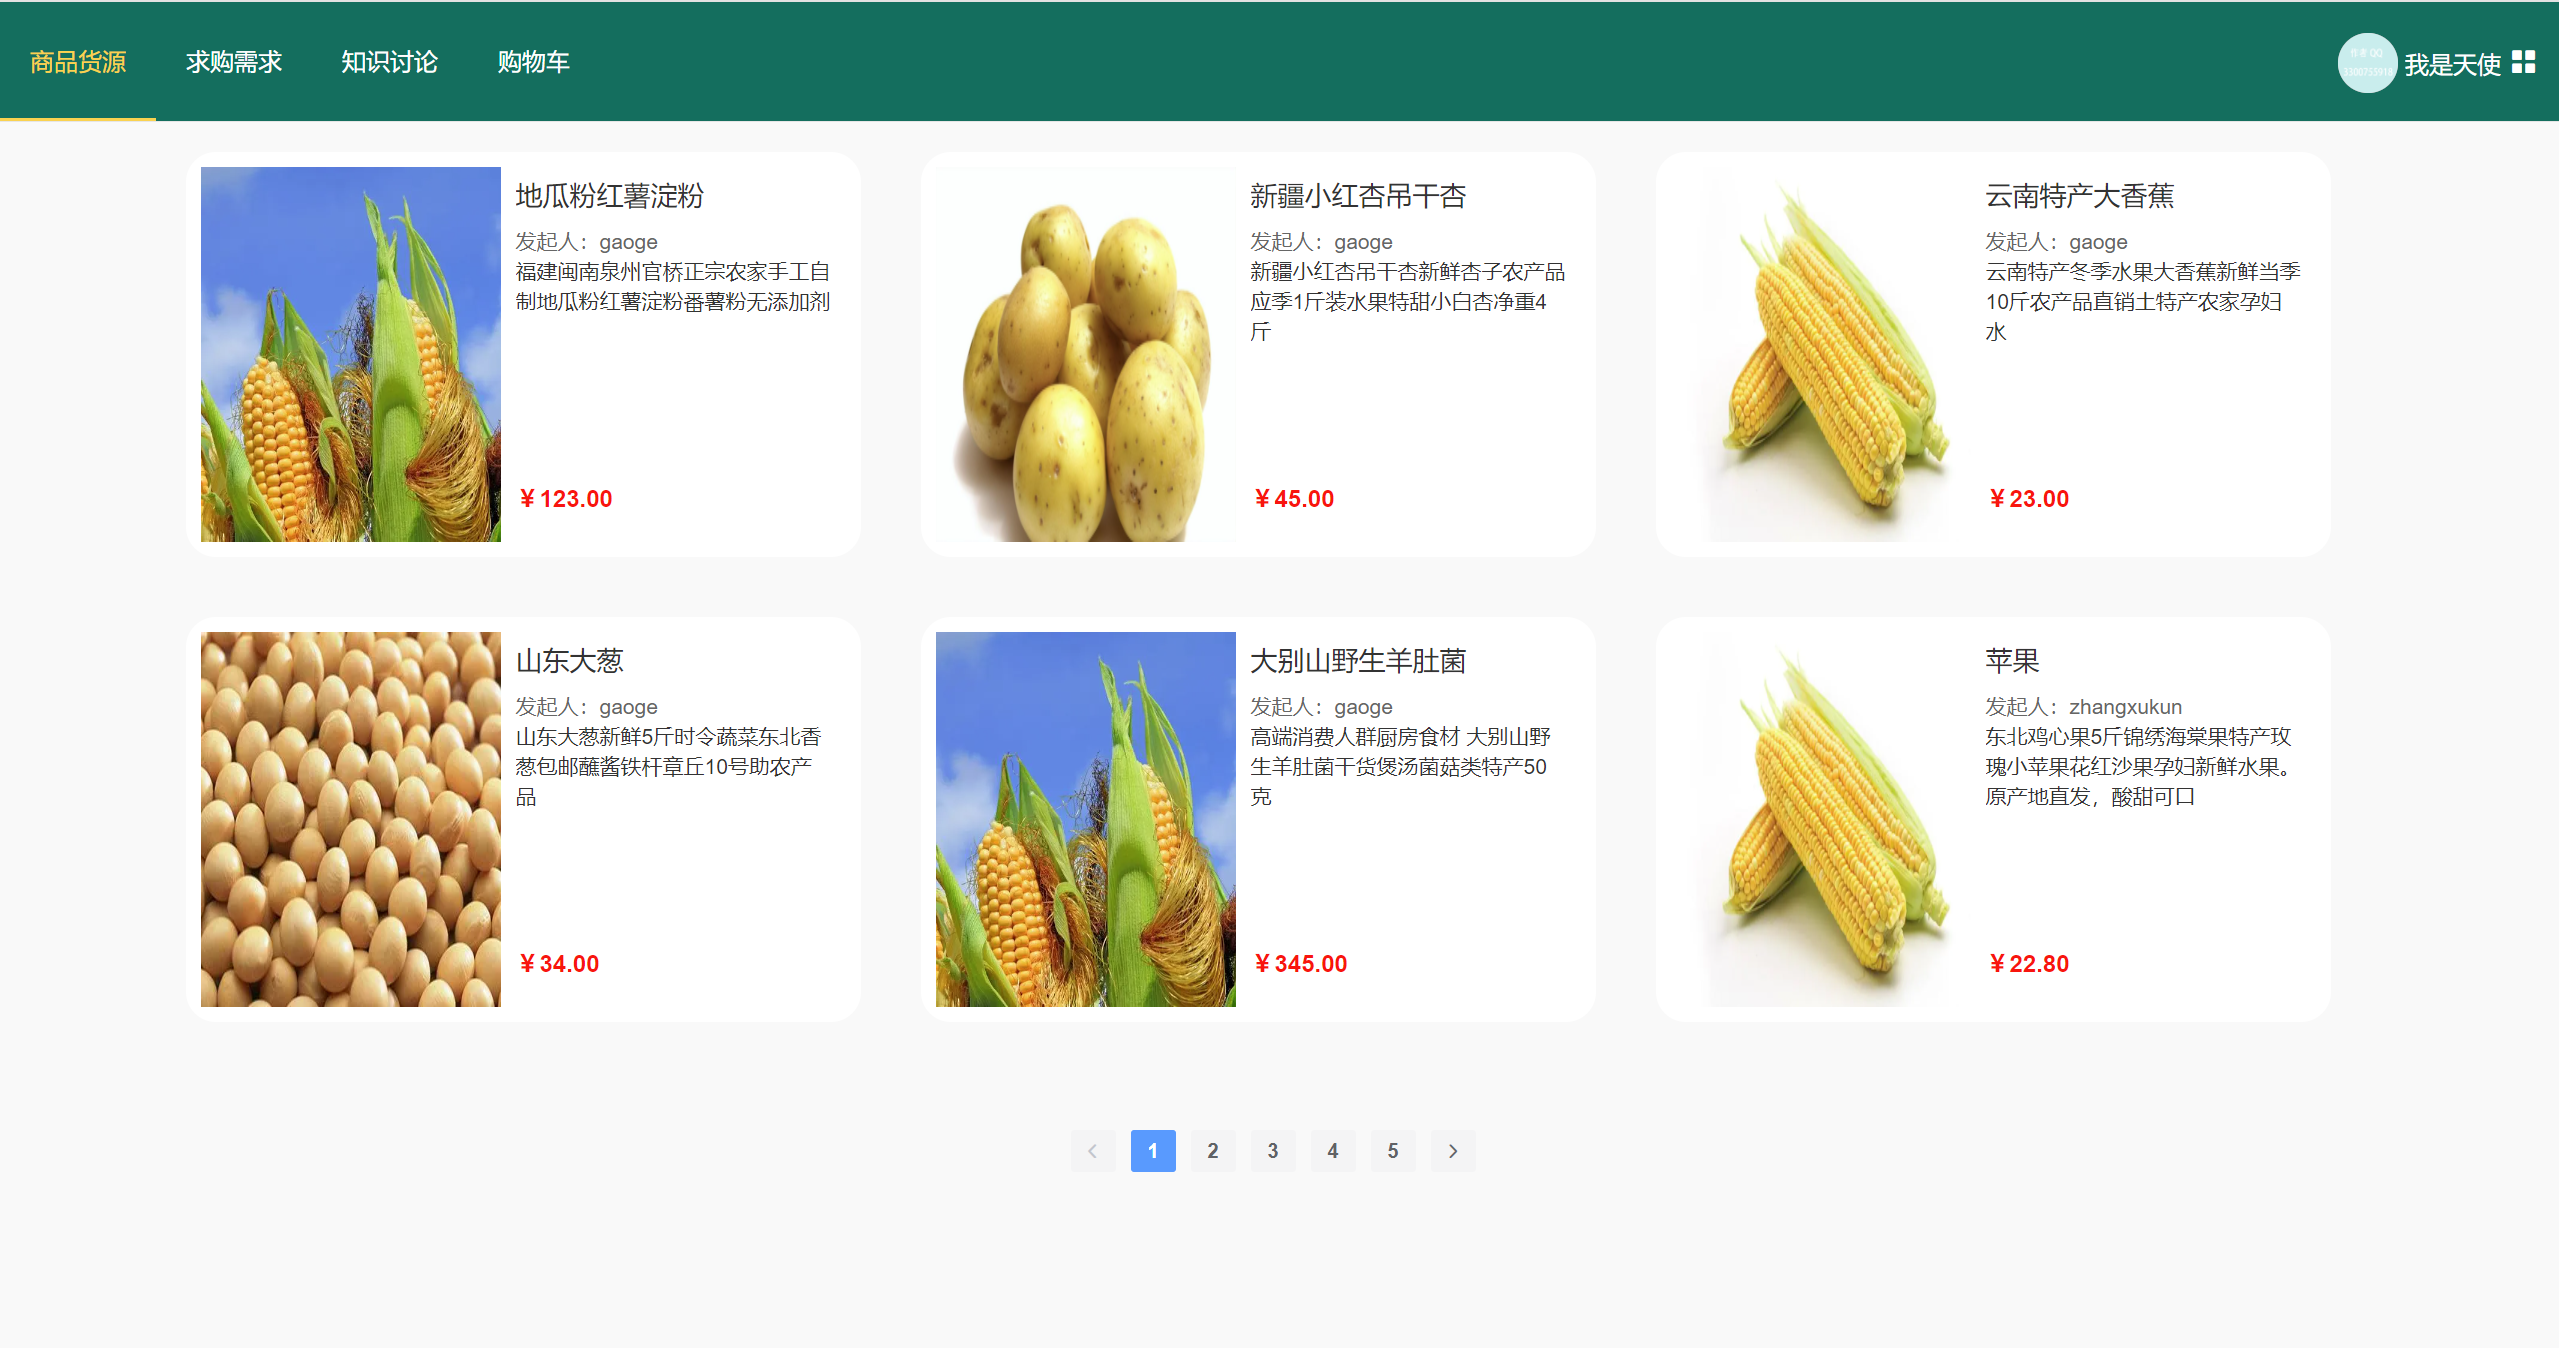 商品货源
求购需求
知识讨论
购物车
作者 QQ
3300755918
我是天使
地瓜粉红薯淀粉
发起人：gaoge
福建闽南泉州官桥正宗农家手工自
制地瓜粉红薯淀粉番薯粉无添加剂
￥123.00
新疆小红杏吊干杏
发起人：gaoge
新疆小红杏吊干杏新鲜杏子农产品
应季1斤装水果特甜小白杏净重4
斤
￥45.00
云南特产大香蕉
发起人：gaoge
云南特产冬季水果大香蕉新鲜当季
10斤农产品直销土特产农家孕妇
水
￥23.00
山东大葱
发起人：gaoge
山东大葱新鲜5斤时令蔬菜东北香
葱包邮蘸酱铁杆章丘10号助农产
品
￥34.00
大别山野生羊肚菌
发起人：gaoge
高端消费人群厨房食材 大别山野
生羊肚菌干货煲汤菌菇类特产50
克
￥345.00
苹果
发起人：zhangxukun
东北鸡心果5斤锦绣海棠果特产玫
瑰小苹果花红沙果孕妇新鲜水果。
原产地直发，酸甜可口
￥22.80
1 2 3 4 5